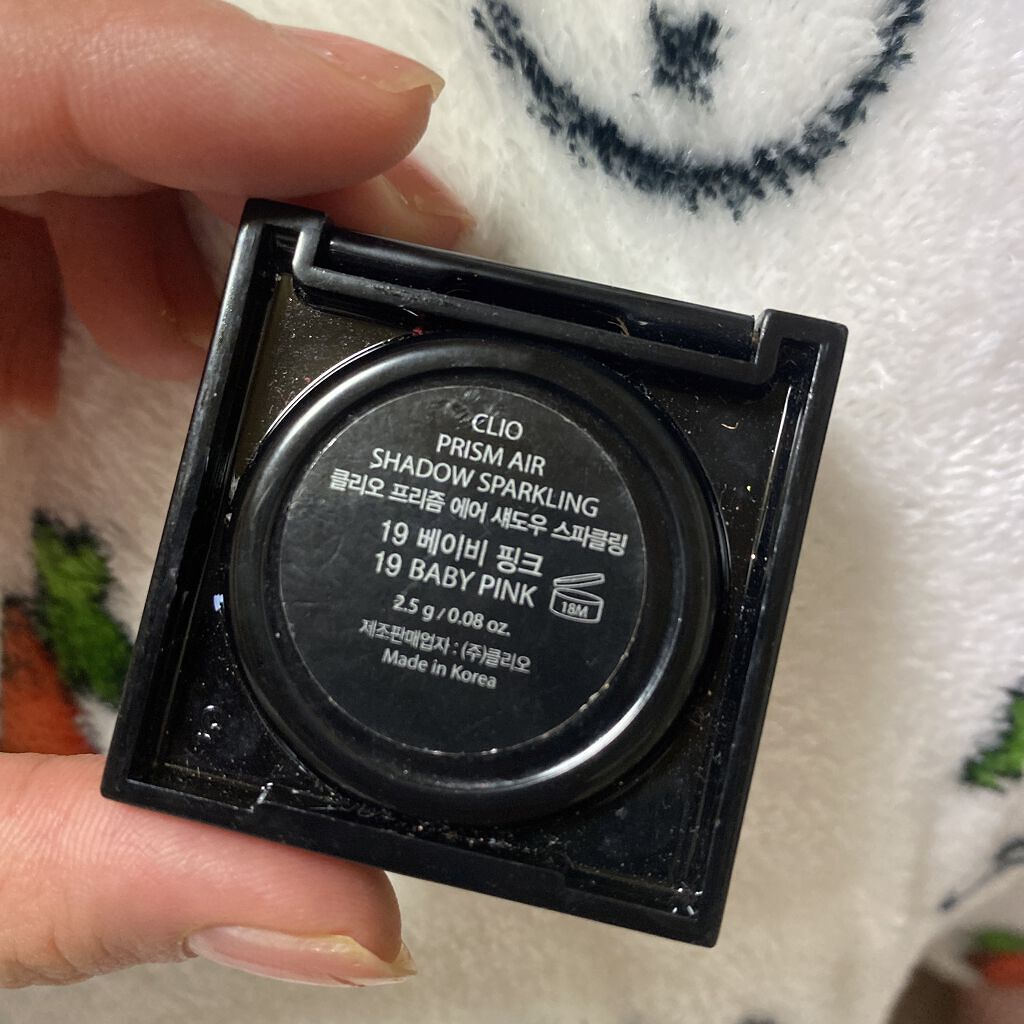 CLIO
PRISM AIR
SHADOW SPARKLING
클리오 프리즘 에어 섀도우 스파클링
19 베이비 핑크
19 BABY PINK
18M
2.5 g / 0.08 oz.
제조판매업자 : (주)클리오
Made in Korea